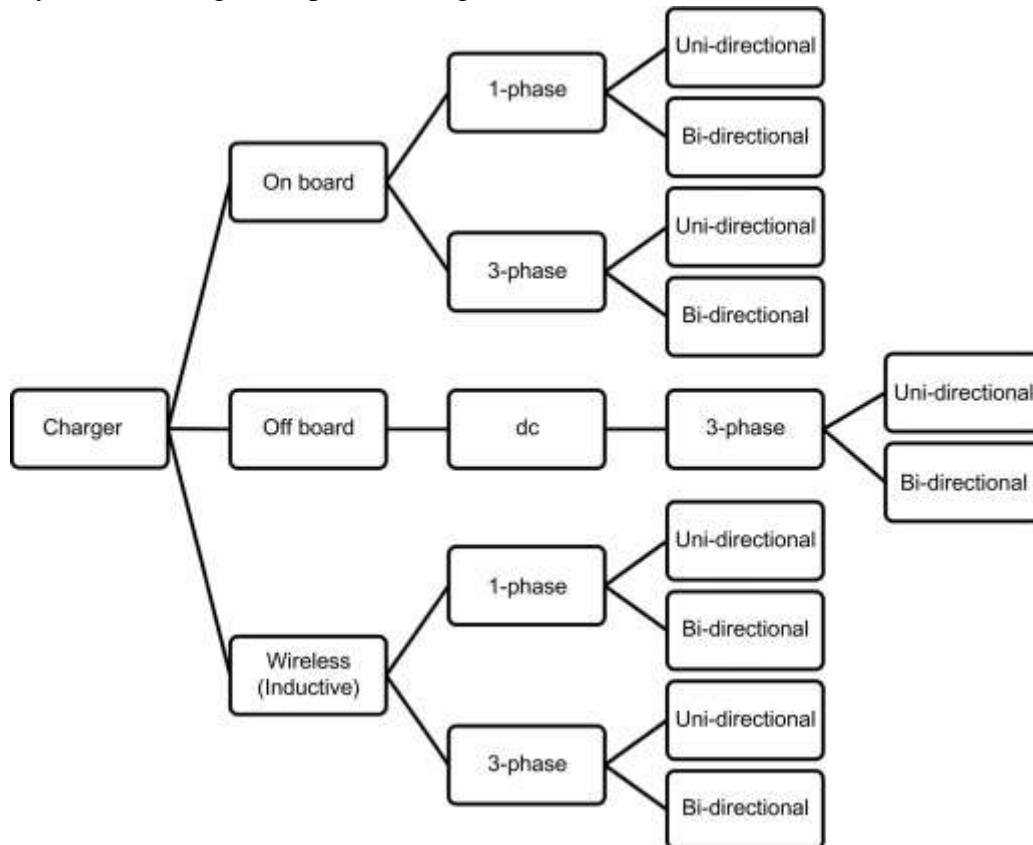 Uni-directional
1-phase
Bi-directional
On board
Uni-directional
3-phase
Bi-directional
Uni-directional
Charger
Off board
dc
3-phase
Bi-directional
Uni-directional
1-phase
Bi-directional
Wireless
(Inductive)
Uni-directional
3-phase
Bi-directional